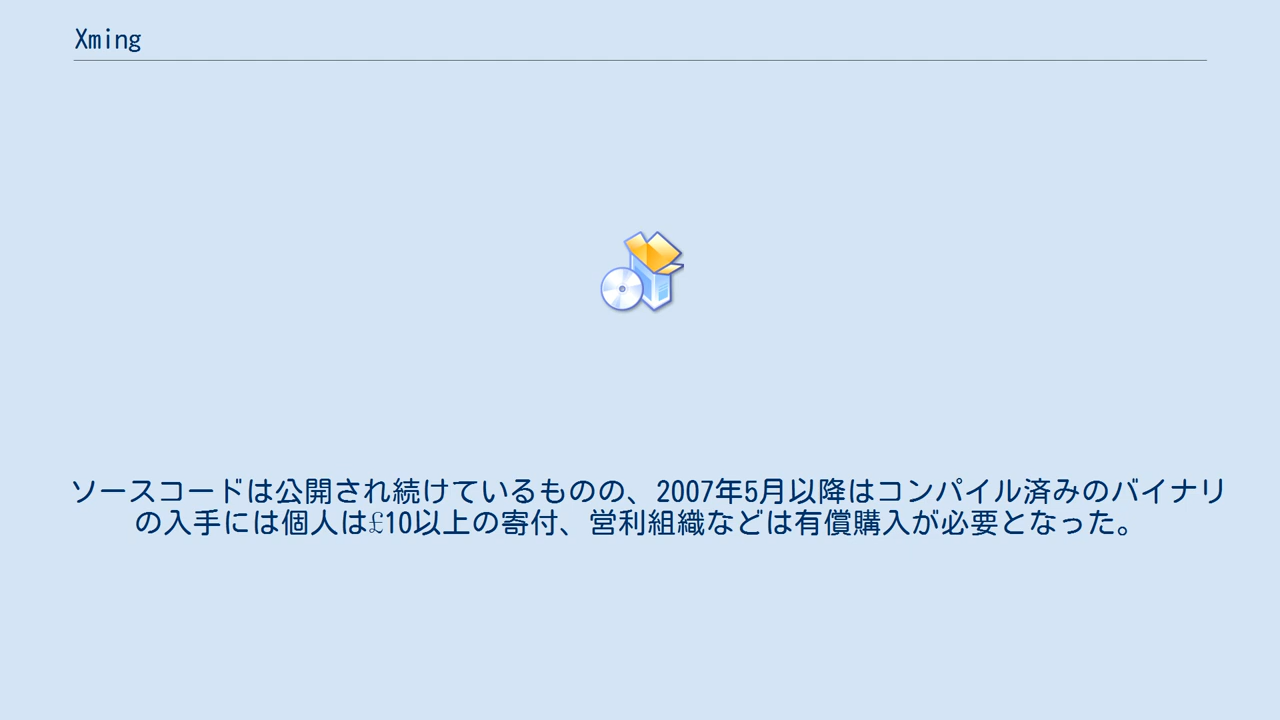 Xming
ソースコードは公開され続けているものの、2007年5月以降はコンパイル済みのバイナリ
の入手には個人は£10以上の寄付、営利組織などは有償購入が必要となった。